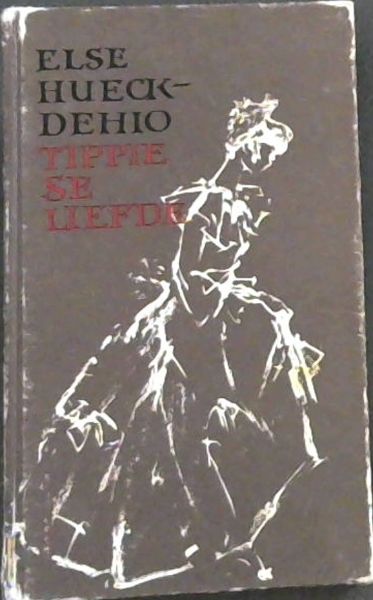 ELSE
HUECK-
DEHIO
TIPPIE
SE
LIEFDE